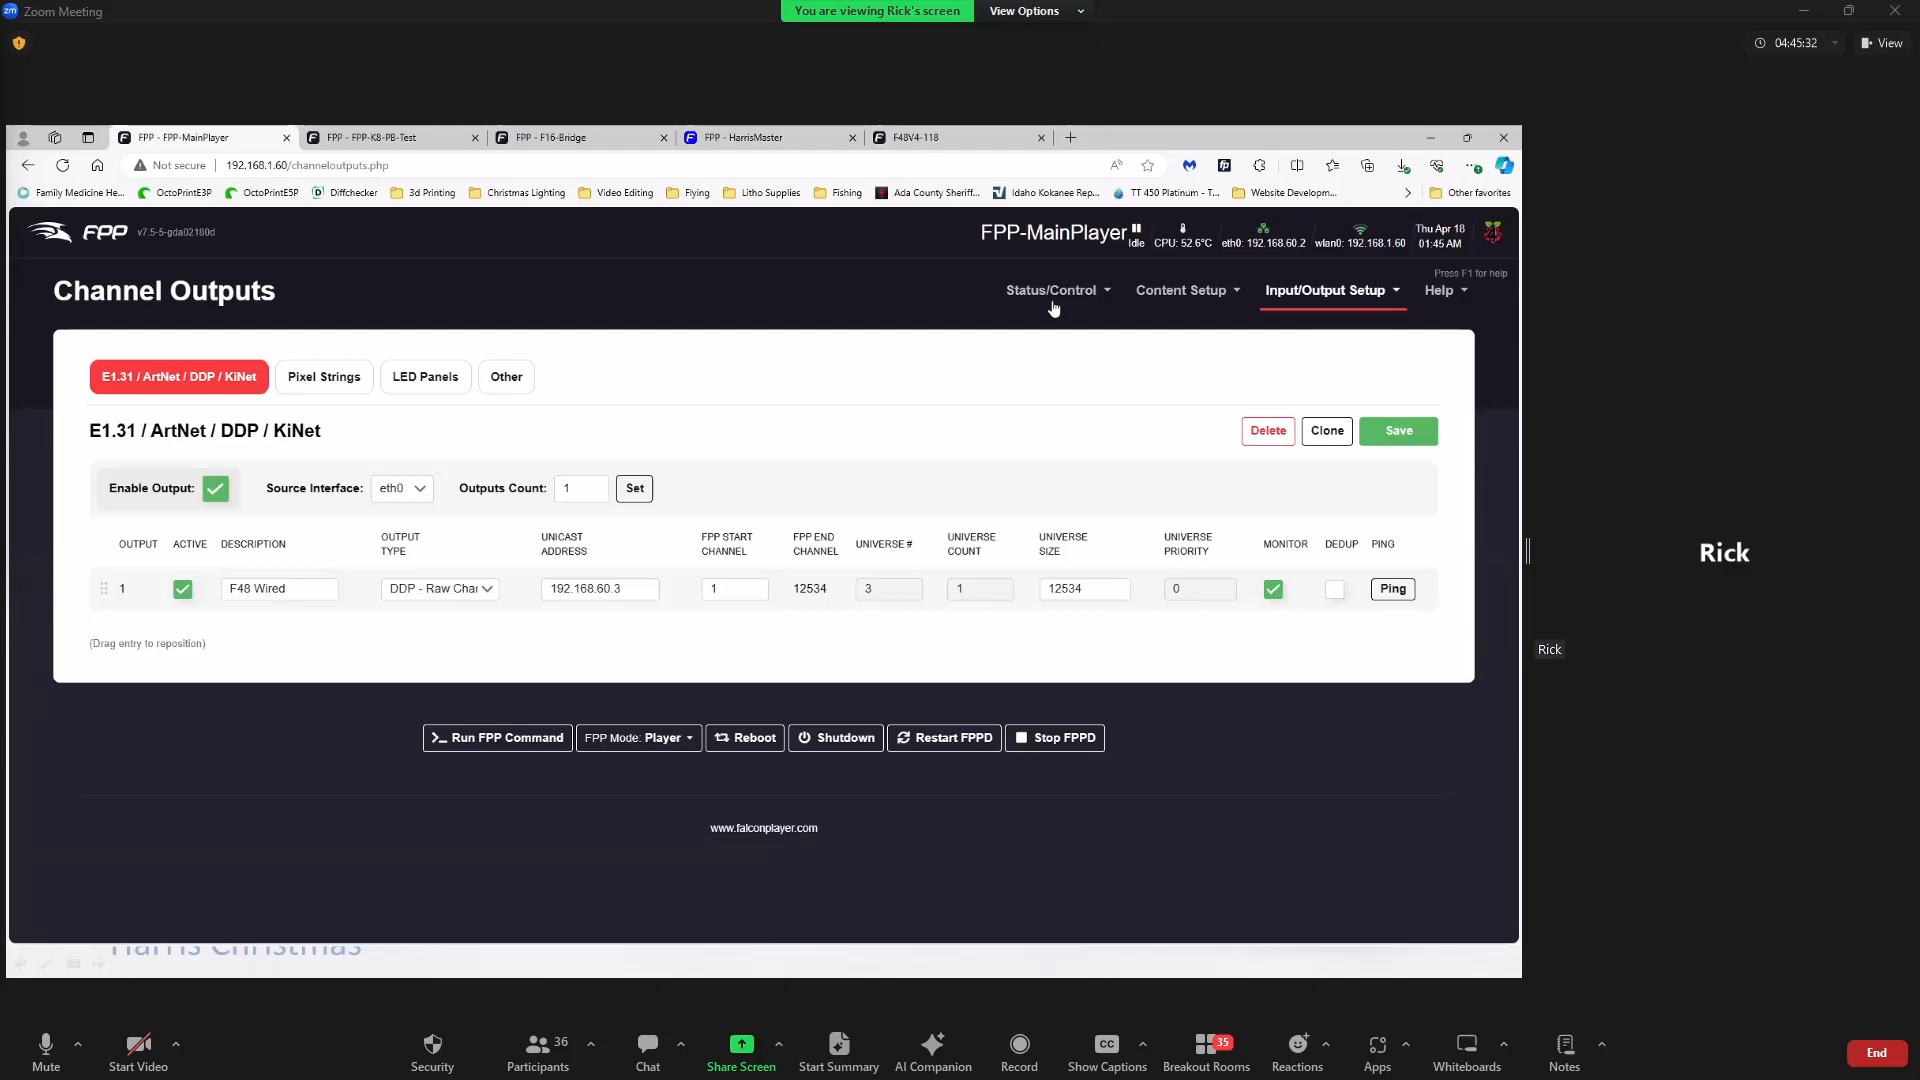 Zoom Meeting
You are viewing Rick's screen
View Options
04:45:32
View
FPP - FPP-MainPlayer
FPP - FPP-K8-PB-Test
FPP - F16-Bridge
FPP - HarrisMaster
F48V4-118
Not secure
192.168.1.60/channeloutputs.php
Family Medicine He...
OctoPrintE3P
OctoPrintE5P
Diffchecker
3d Printing
Christmas Lighting
Video Editing
Flying
Litho Supplies
Fishing
Ada County Sheriff...
Idaho Kokanee Rep...
TT 450 Platinum - T...
Website Developm...
Other favorites
FPP
v7.5-5-gda02180d
FPP-MainPlayer
Idle
CPU: 52.6°C
eth0: 192.168.60.2
wlan0: 192.168.1.60
Thu Apr 18
01:45 AM
Press F1 for help
Channel Outputs
Status/Control
Content Setup
Input/Output Setup
Help
E1.31 / ArtNet / DDP / KiNet
Pixel Strings
LED Panels
Other
E1.31 / ArtNet / DDP / KiNet
Delete
Clone
Save
Enable Output:
Source Interface:
eth0
Outputs Count:
1
Set
OUTPUT
ACTIVE
DESCRIPTION
OUTPUT
TYPE
UNICAST
ADDRESS
FPP START
CHANNEL
FPP END
CHANNEL
UNIVERSE #
UNIVERSE
COUNT
UNIVERSE
SIZE
UNIVERSE
PRIORITY
MONITOR
DEDUP
PING
1
F48 Wired
DDP - Raw Char
192.168.60.3
1
12534
3
1
12534
0
Ping
(Drag entry to reposition)
Run FPP Command
FPP Mode: Player
Reboot
Shutdown
Restart FPPD
Stop FPPD
www.falconplayer.com
Harris Christmas
Rick
Rick
Mute
Start Video
Security
36
Participants
Chat
Share Screen
Start Summary
AI Companion
Record
CC
Show Captions
35
Breakout Rooms
Reactions
Apps
Whiteboards
Notes
End